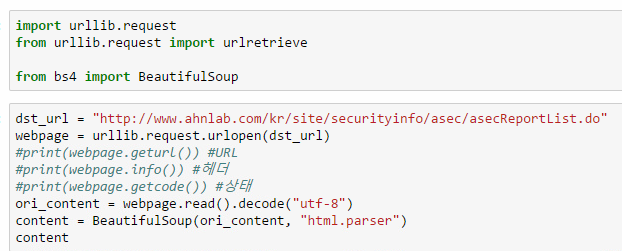 import urllib.request
from urllib.request import urlretrieve
from bs4 import BeautifulSoup
dst_url = "http://www.ahnlab.com/kr/site/securityinfo/asec/asecReportList.do"
webpage = urllib.request.urlopen(dst_url)
#print(webpage.geturl()) #URL
#print(webpage.info()) #헤더
#print(webpage.getcode()) #상태
ori_content = webpage.read().decode("utf-8")
content = BeautifulSoup(ori_content, "html.parser")
content